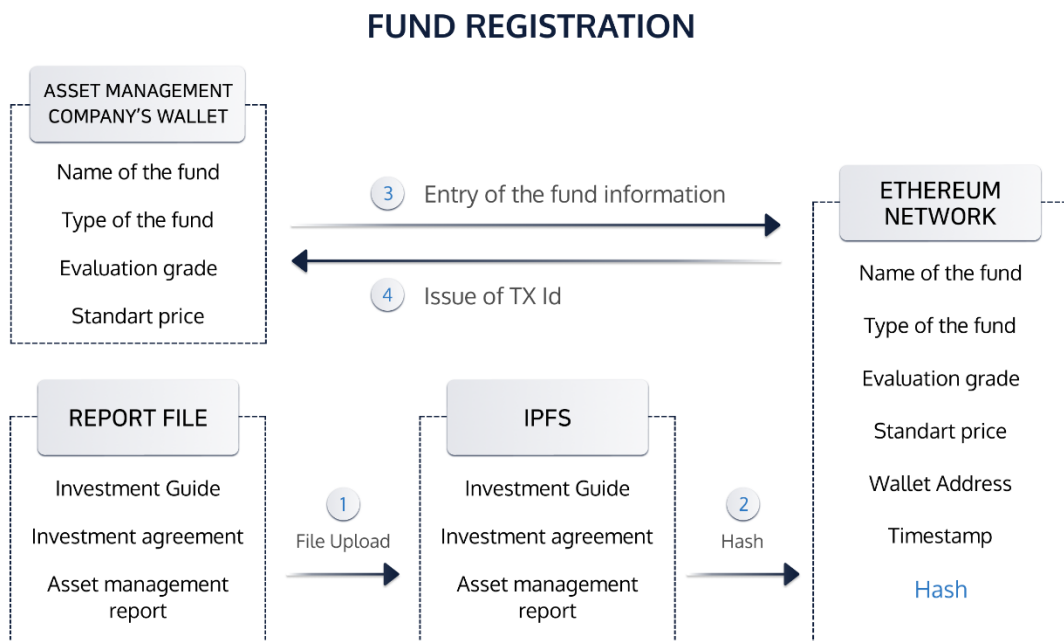 FUND REGISTRATION
ASSET MANAGEMENT
COMPANY'S WALLET
Name of the fund
Type of the fund
Evaluation grade
Standart price
3 Entry of the fund information
4 Issue of TX Id
ETHEREUM
NETWORK
Name of the fund
Type of the fund
Evaluation grade
Standart price
Wallet Address
Timestamp
Hash
REPORT FILE
Investment Guide
Investment agreement
Asset management
report
1
File Upload
IPFS
Investment Guide
Investment agreement
Asset management
report
2
Hash